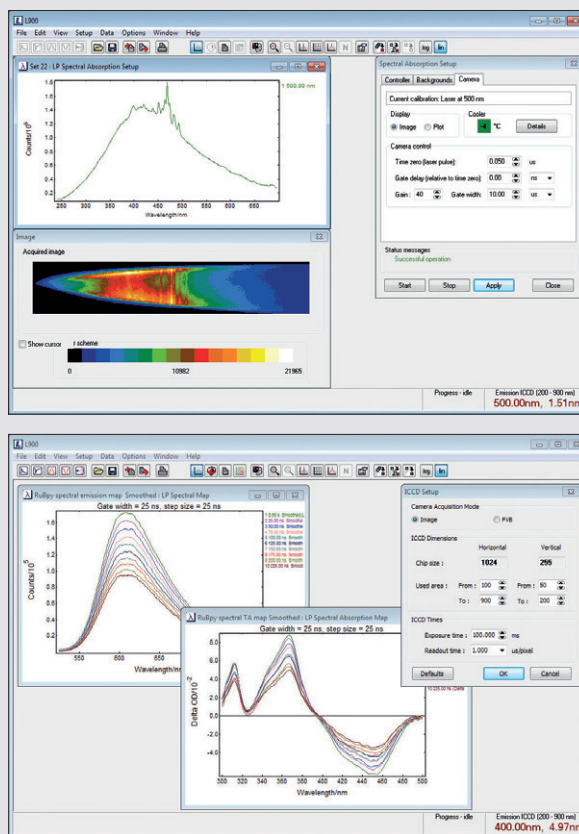 L900
File Edit View Setup Data Options Window Help
log lin
Set 22 : LP Spectral Absorption Setup
1 500.00 nm
Counts/10⁶
1.8
1.6
1.4
1.2
1.0
0.8
0.6
0.4
0.2
250 300 350 400 450 500 550 600 650
Wavelength/nm
Image
Acquired image
Show cursor
r scheme
0 10982 21965
Spectral Absorption Setup
Controller Backgrounds Camera
Current calibration: Laser at 500 nm
Display
Image Plot
Cooler
-4 °C Details
Camera control
Time zero (laser pulse): 0.050 us
Gate delay (relative to time zero): 0.00 ns
Gain: 40 Gate width: 10.00 us
Status messages
Successful operation
Start Stop Apply Close
Progress - idle
Emission ICCD (200 - 900 nm)
500.00nm, 1.51nm
L900
File Edit View Setup Data Options Window Help
log lin
RuBpy spectral emission map Smoothed : LP Spectral Map
Gate width = 25 ns, step size = 25 ns
Counts/10⁵
1.6
1.4
1.2
1.0
0.8
0.6
0.4
0.2
550 600 650 700
Wavelength/nm
RuBpy spectral TA map Smoothed : LP Spectral Absorption Map
Gate width = 25 ns, step size = 25 ns
Delta OD/10⁻²
8.0
6.0
4.0
2.0
0.0
-2.0
-4.0
300 320 340 360 380 400 420 440 460 480 500
Wavelength/nm
ICCD Setup
Camera Acquisition Mode
Image FVB
ICCD Dimensions
Horizontal Vertical
Chip size : 1024 255
Used area : From : 100 From : 50
To : 900 To : 200
ICCD Times
Exposure time : 100.000 ms
Readout time : 1.000 us/pixel
Defaults OK Cancel
Progress - idle
Emission ICCD (200 - 900 nm)
400.00nm, 4.97nm